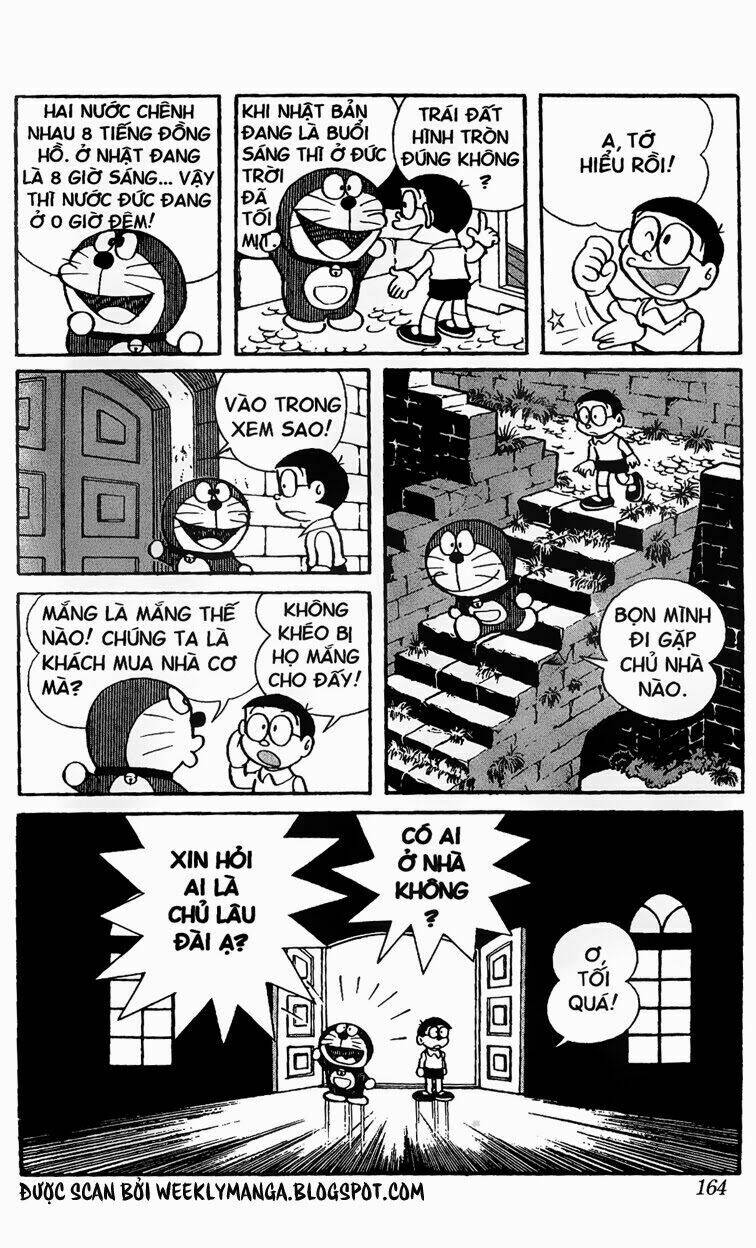 A, TỚ
HIỂU RỒI!
TRÁI ĐẤT
HÌNH TRÒN
ĐÚNG KHÔNG
?
KHI NHẬT BẢN
ĐANG LÀ BUỔI
SÁNG THÌ Ở ĐỨC
TRỜI
ĐÃ
TỐI
MỊT.
HAI NƯỚC CHÊNH
NHAU 8 TIẾNG ĐỒNG
HỒ. Ở NHẬT ĐANG
LÀ 8 GIỜ SÁNG... VẬY
THÌ NƯỚC ĐỨC ĐANG
Ở 0 GIỜ ĐÊM!
BỌN MÌNH
ĐI GẶP
CHỦ NHÀ
NÀO.
VÀO TRONG
XEM SAO!
KHÔNG
KHÉO BỊ
HỌ MẮNG
CHO ĐẤY!
MẮNG LÀ MẮNG THẾ
NÀO! CHÚNG TA LÀ
KHÁCH MUA NHÀ CƠ
MÀ?
Ơ,
TỐI
QUÁ!
CÓ AI
Ở NHÀ
KHÔNG
?
XIN HỎI
AI LÀ
CHỦ LÂU
ĐÀI Ạ?
ĐƯỢC SCAN BỞI WEEKLYMANGA.BLOGSPOT.COM
164